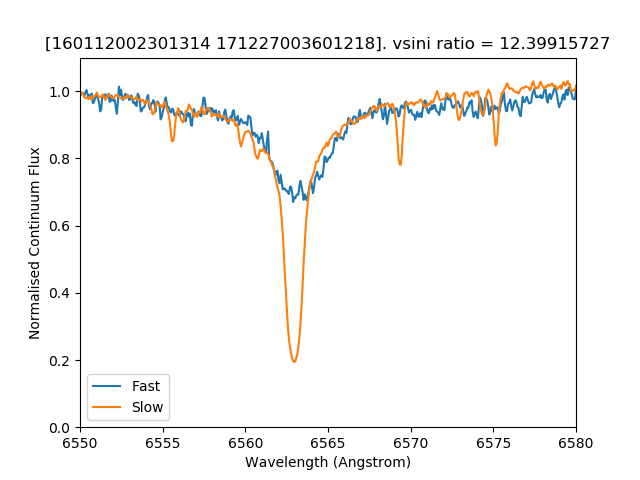 [160112002301314 171227003601218]. vsini ratio = 12.39915727
Normalised Continuum Flux
1.0
0.8
0.6
0.4
0.2
0.0
Fast
Slow
6550 6555 6560 6565 6570 6575 6580
Wavelength (Angstrom)